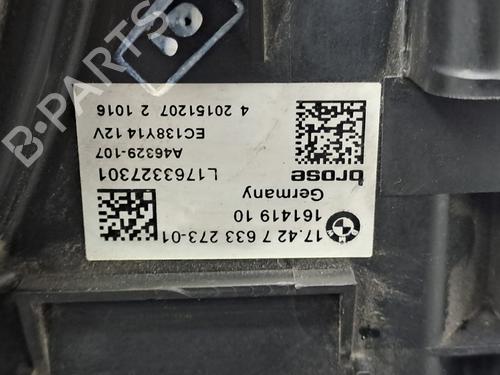 B-PARTS
17.42 7 633 273-01
161419 10
Germany
brose
L1763327301
A46329-107
EC138Y14 12V
4 20151207 2 1016